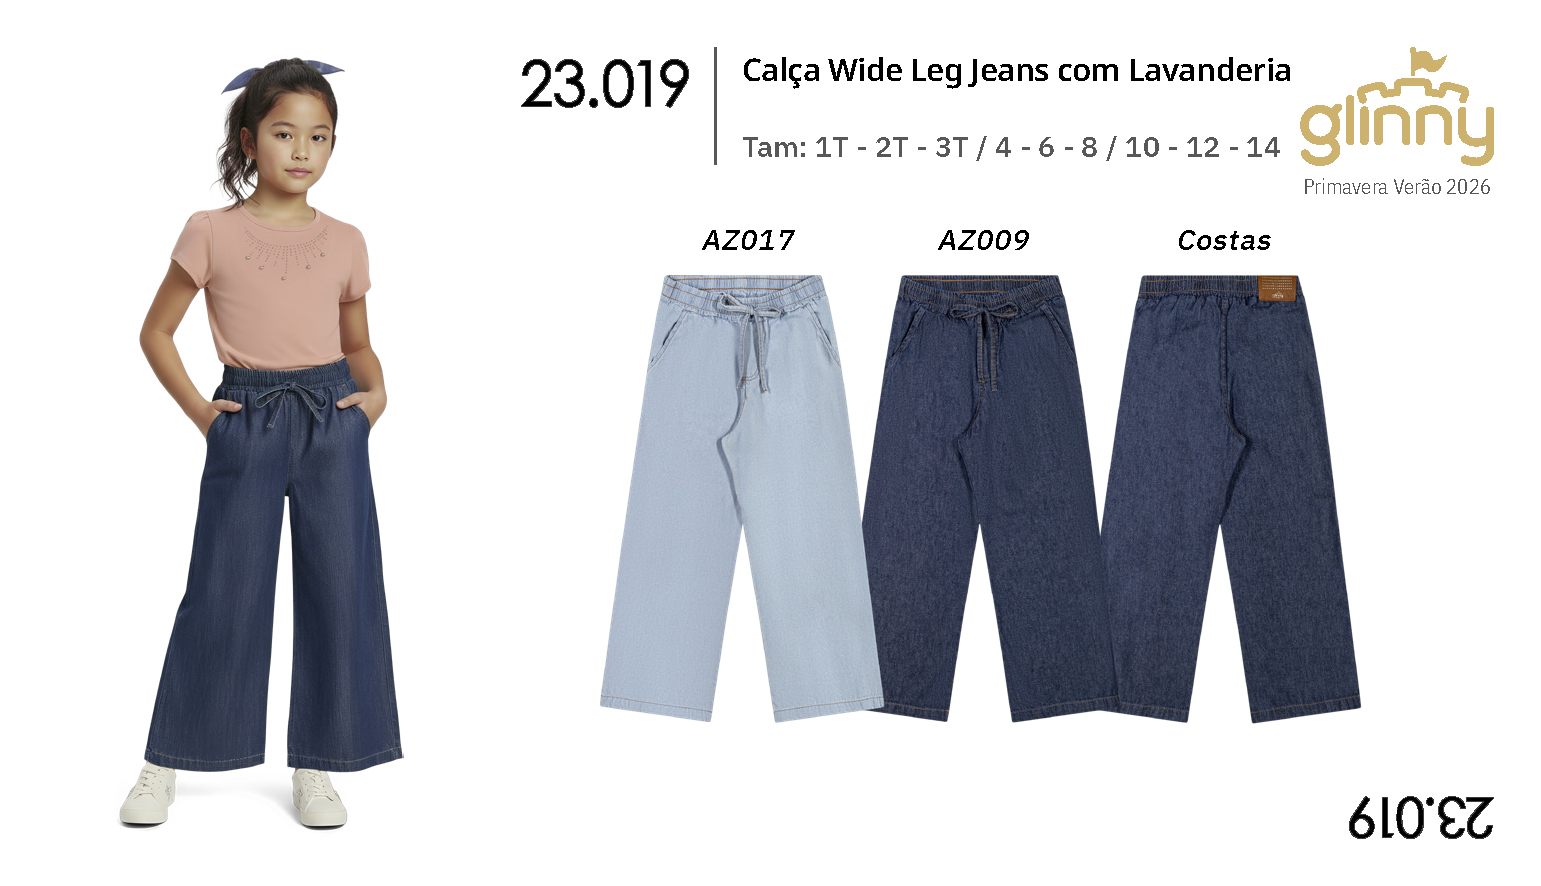 23.019
Calça Wide Leg Jeans com Lavanderia
Tam: 1T - 2T - 3T / 4 - 6 - 8 / 10 - 12 - 14
glinny
Primavera Verão 2026
AZ017
AZ009
Costas
23.019